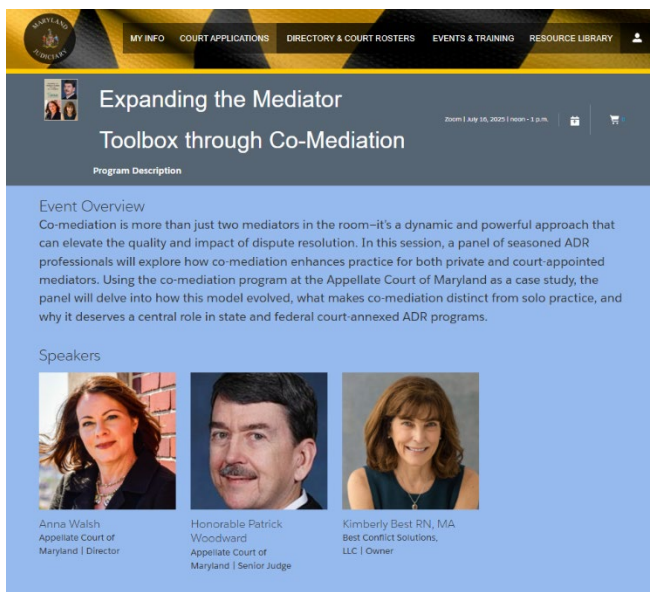 MARYLAND
JUDICIARY
MY INFO COURT APPLICATIONS DIRECTORY & COURT ROSTERS EVENTS & TRAINING RESOURCE LIBRARY
Expanding the Mediator
Toolbox through Co-Mediation
Zoom | July 16, 2025 | noon - 1 p.m.
Program Description
Event Overview
Co-mediation is more than just two mediators in the room—it's a dynamic and powerful approach that
can elevate the quality and impact of dispute resolution. In this session, a panel of seasoned ADR
professionals will explore how co-mediation enhances practice for both private and court-appointed
mediators. Using the co-mediation program at the Appellate Court of Maryland as a case study, the
panel will delve into how this model evolved, what makes co-mediation distinct from solo practice, and
why it deserves a central role in state and federal court-annexed ADR programs.
Speakers
Anna Walsh
Appellate Court of
Maryland | Director
Honorable Patrick
Woodward
Appellate Court of
Maryland | Senior Judge
Kimberly Best RN, MA
Best Conflict Solutions,
LLC | Owner